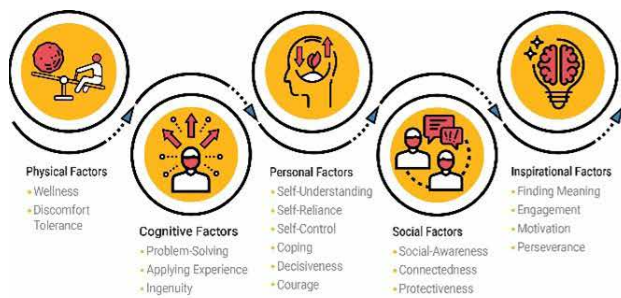 Physical Factors
• Wellness
• Discomfort
Tolerance
Cognitive Factors
• Problem-Solving
• Applying Experience
• Ingenuity
Personal Factors
• Self-Understanding
• Self-Reliance
• Self-Control
• Coping
• Decisiveness
• Courage
Social Factors
• Social-Awareness
• Connectedness
• Protectiveness
Inspirational Factors
• Finding Meaning
• Engagement
• Motivation
• Perseverance